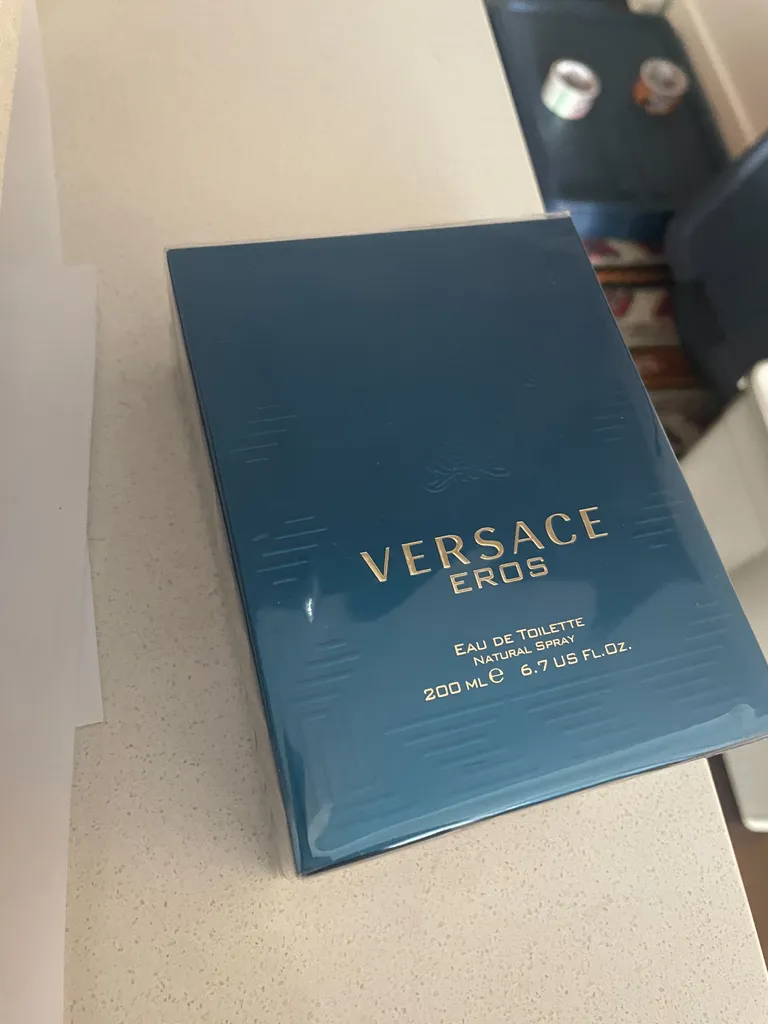 VERSACE
EROS
EAU DE TOILETTE
NATURAL SPRAY
200 ML℮ 6.7 US FL.OZ.